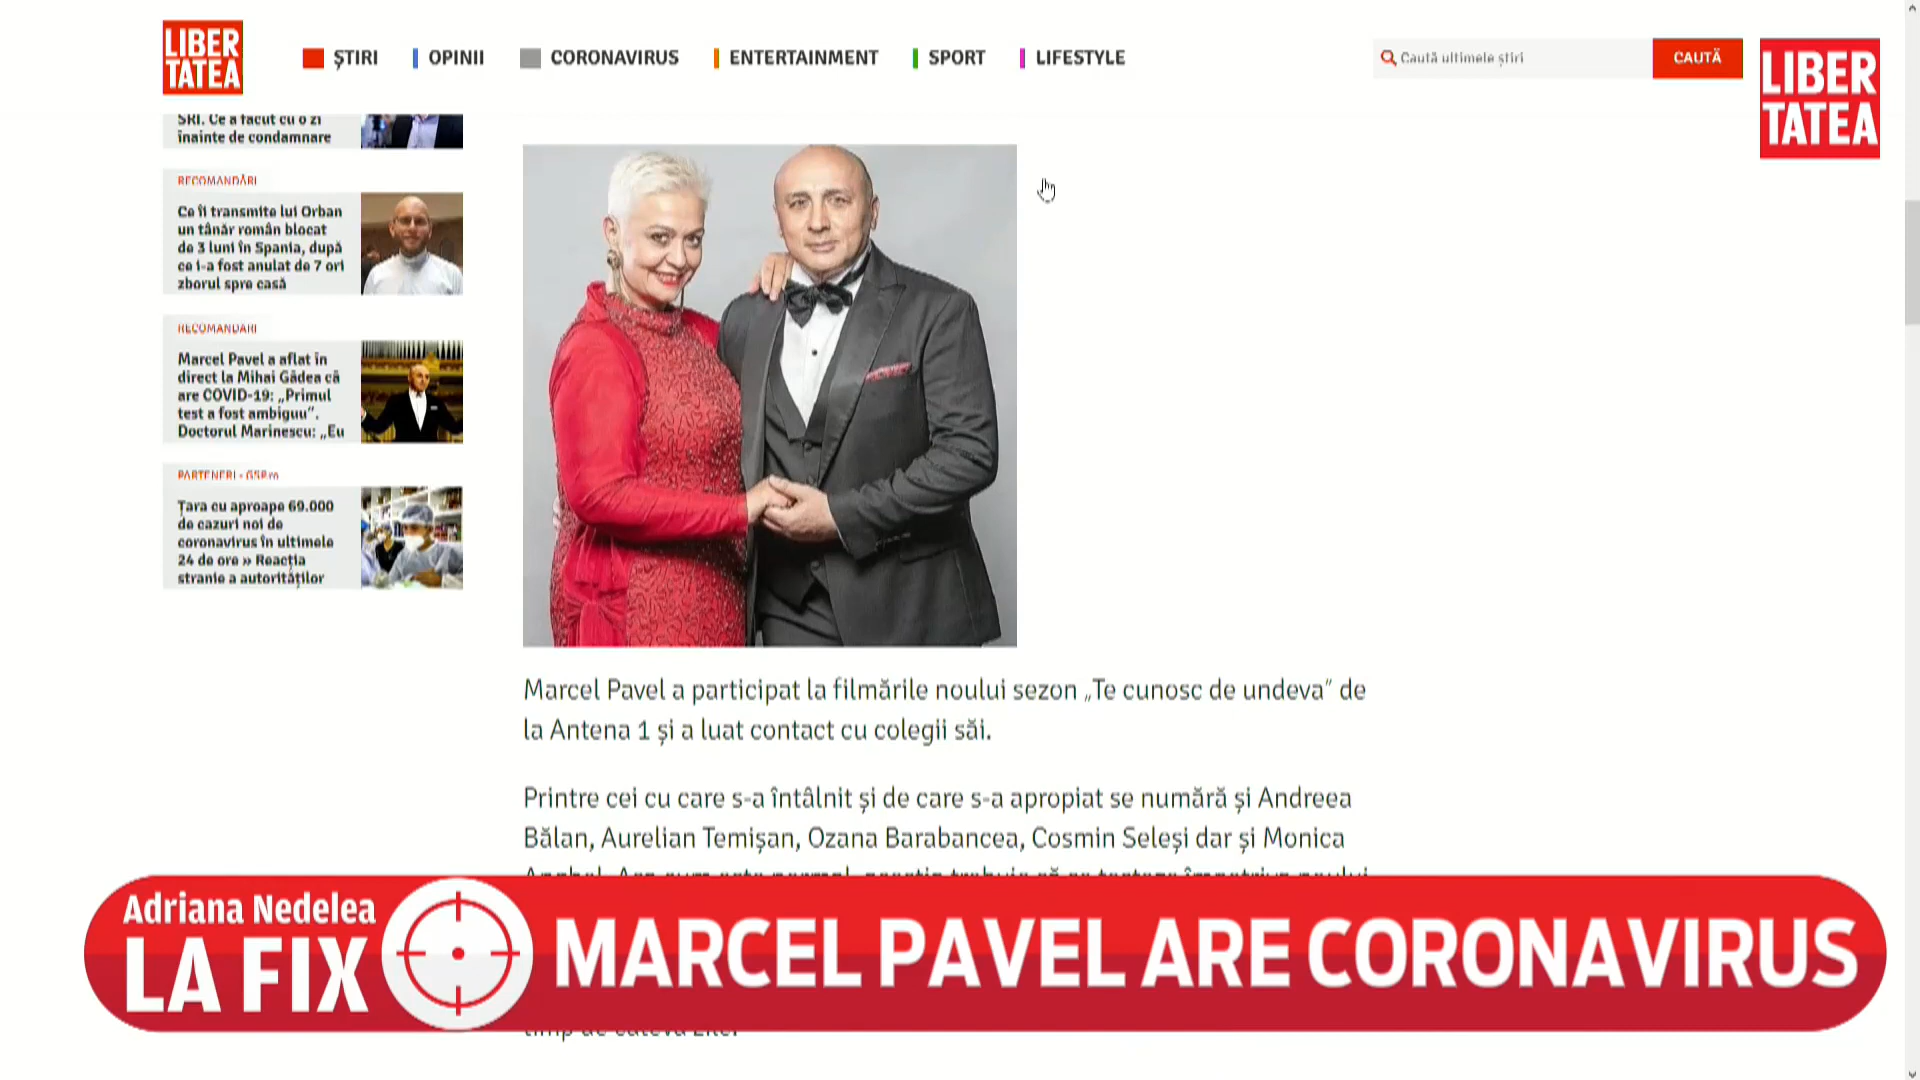 LIBER
TATEA
ȘTIRI
OPINII
CORONAVIRUS
ENTERTAINMENT
SPORT
LIFESTYLE
Caută ultimele știri
CAUTĂ
LIBER
TATEA
SRI. Ce a făcut cu o zi
înainte de condamnare
RECOMANDĂRI
Ce îi transmite lui Orban
un tânăr român blocat
de 3 luni în Spania, după
ce i-a fost anulat de 7 ori
zborul spre casă
RECOMANDĂRI
Marcel Pavel a aflat în
direct la Mihai Gâdea că
are COVID-19: „Primul
test a fost ambiguu”.
Doctorul Marinescu: „Eu
PARTENERI - GSP.ro
Țara cu aproape 69.000
de cazuri noi de
coronavirus în ultimele
24 de ore » Reacția
stranie a autorităților
Marcel Pavel a participat la filmările noului sezon „Te cunosc de undeva” de
la Antena 1 și a luat contact cu colegii săi.
Printre cei cu care s-a întâlnit și de care s-a apropiat se numără și Andreea
Bălan, Aurelian Temișan, Ozana Barabancea, Cosmin Seleși dar și Monica
Adriana Nedelea
LA FIX
MARCEL PAVEL ARE CORONAVIRUS